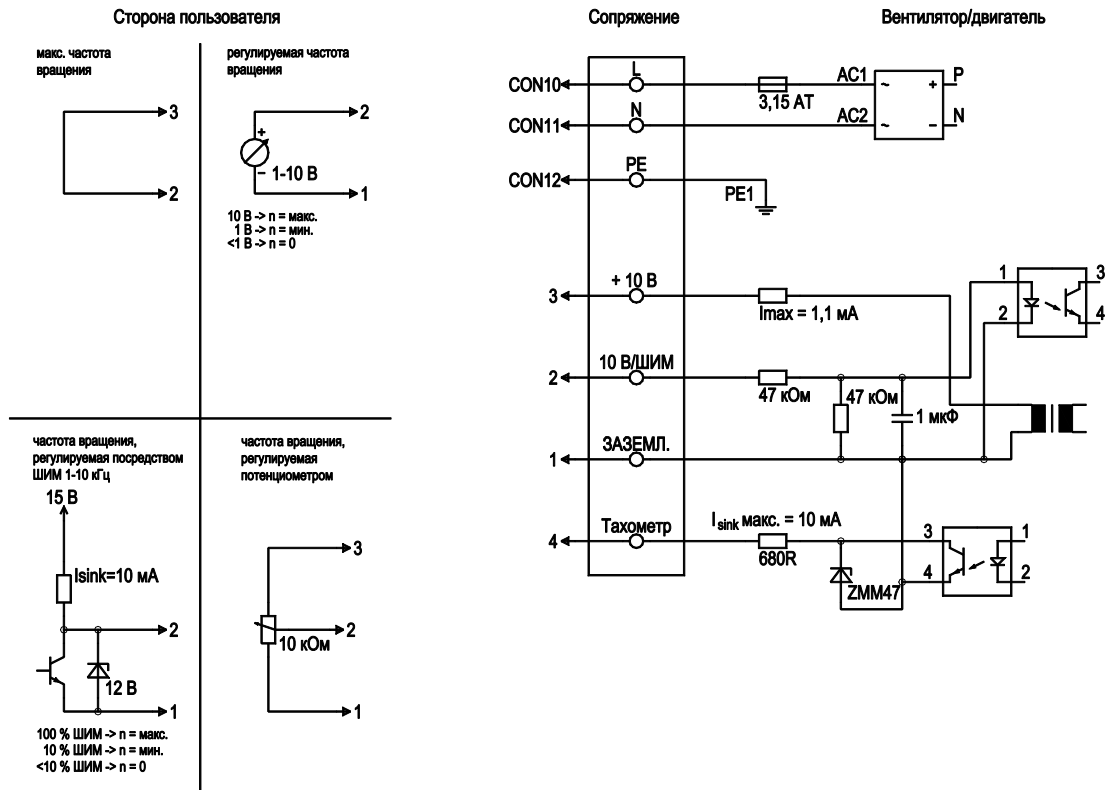 Сторона пользователя
Сопряжение
Вентилятор/двигатель
макс. частота
вращения
3
2
регулируемая частота
вращения
2
+
– 1-10 В
1
10 В -> n = макс.
1 В -> n = мин.
<1 В -> n = 0
частота вращения,
регулируемая посредством
ШИМ 1-10 кГц
15 В
Isink=10 мА
2
12 В
1
100 % ШИМ -> n = макс.
10 % ШИМ -> n = мин.
<10 % ШИМ -> n = 0
частота вращения,
регулируемая
потенциометром
3
2
10 кОм
1
L
CON10
3,15 АТ
AC1
~ +
P
N
CON11
AC2
~ –
N
PE
CON12
PE1
+ 10 В
3
Imax = 1,1 мА
1
2
3
4
10 В/ШИМ
2
47 кОм
47 кОм
1 мкФ
ЗАЗЕМЛ.
1
Тахометр
4
Isink макс. = 10 мА
680R
ZMM47
3
4
1
2